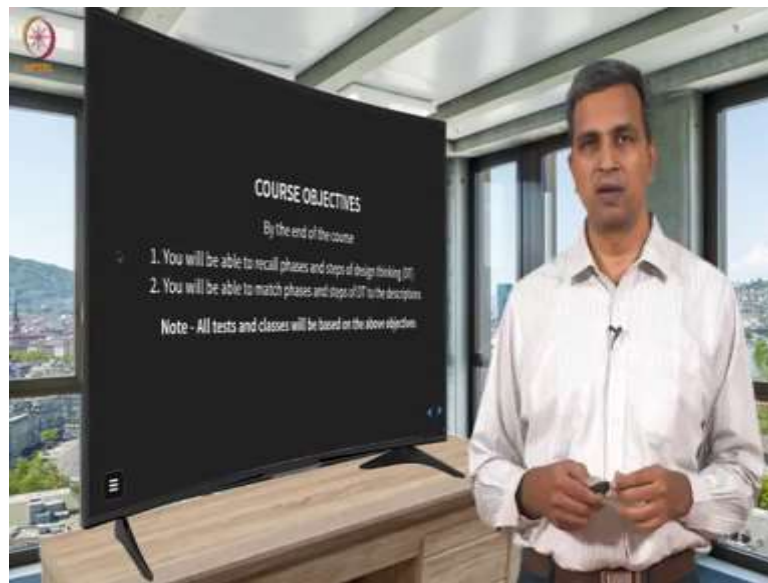 NPTEL
COURSE OBJECTIVES
By the end of the course
1. You will be able to recall phases and steps of design thinking (DT)
2. You will be able to match phases and steps of DT to the descriptions
Note - All tests and classes will be based on the above objectives